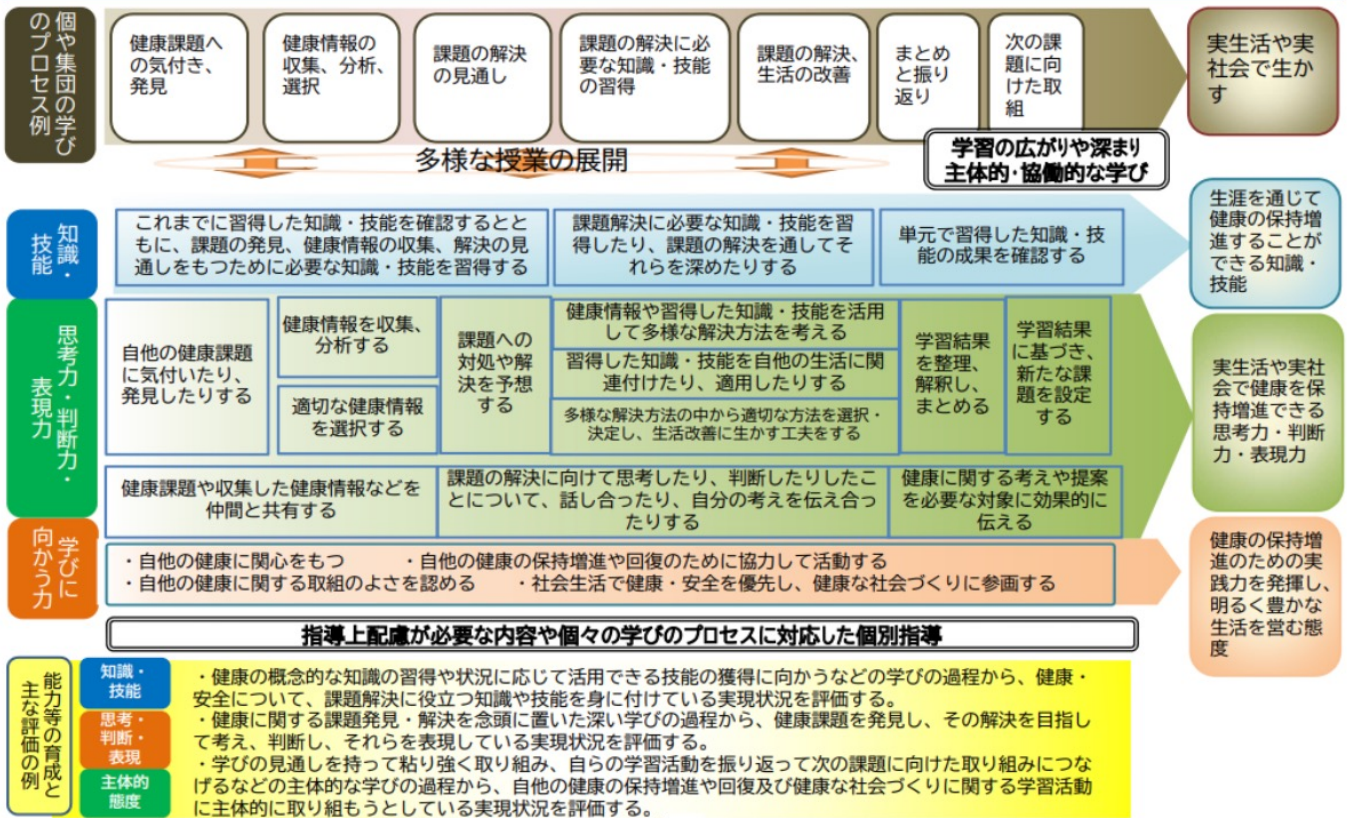 個や集団の学び
のプロセス例
健康課題へ
の気付き、
発見
健康情報の
収集、分析、
選択
課題の解決
の見通し
課題の解決に必
要な知識・技能
の習得
課題の解決、
生活の改善
まとめ
と振り
返り
次の課
題に向
けた取
組
実生活や実
社会で生か
す
多様な授業の展開
学習の広がりや深まり
主体的・協働的な学び
知識・
技能
これまでに習得した知識・技能を確認するとと
もに、課題の発見、健康情報の収集、解決の見
通しをもつために必要な知識・技能を習得する
課題解決に必要な知識・技能を習
得したり、課題の解決を通してそ
れらを深めたりする
単元で習得した知識・技
能の成果を確認する
生涯を通じて
健康の保持増
進することが
できる知識・
技能
思考力・判断力・
表現力
自他の健康課題
に気付いたり、
発見したりする
健康情報を収集、
分析する
適切な健康情報
を選択する
課題への
対処や解
決を予想
する
健康情報や習得した知識・技能を活用
して多様な解決方法を考える
習得した知識・技能を自他の生活に関
連付けたり、適用したりする
多様な解決方法の中から適切な方法を選択・
決定し、生活改善に生かす工夫をする
学習結果
を整理、
解釈し、
まとめる
学習結果
に基づき、
新たな課
題を設定
する
実生活や実社
会で健康を保
持増進できる
思考力・判断
力・表現力
健康課題や収集した健康情報などを
仲間と共有する
課題の解決に向けて思考したり、判断したりしたこ
とについて、話し合ったり、自分の考えを伝え合っ
たりする
健康に関する考えや提案
を必要な対象に効果的に
伝える
学びに
向かう力
・自他の健康に関心をもつ ・自他の健康の保持増進や回復のために協力して活動する
・自他の健康に関する取組のよさを認める ・社会生活で健康・安全を優先し、健康な社会づくりに参画する
健康の保持増
進のための実
践力を発揮し、
明るく豊かな
生活を営む態
度
指導上配慮が必要な内容や個々の学びのプロセスに対応した個別指導
能力等の育成と
主な評価の例
知識・
技能
思考・
判断・
表現
主体的
態度
・健康の概念的な知識の習得や状況に応じて活用できる技能の獲得に向かうなどの学びの過程から、健康・
安全について、課題解決に役立つ知識や技能を身に付けている実現状況を評価する。
・健康に関する課題発見・解決を念頭に置いた深い学びの過程から、健康課題を発見し、その解決を目指し
て考え、判断し、それらを表現している実現状況を評価する。
・学びの見通しを持って粘り強く取り組み、自らの学習活動を振り返って次の課題に向けた取り組みにつな
げるなどの主体的な学びの過程から、自他の健康の保持増進や回復及び健康な社会づくりに関する学習活動
に主体的に取り組もうとしている実現状況を評価する。